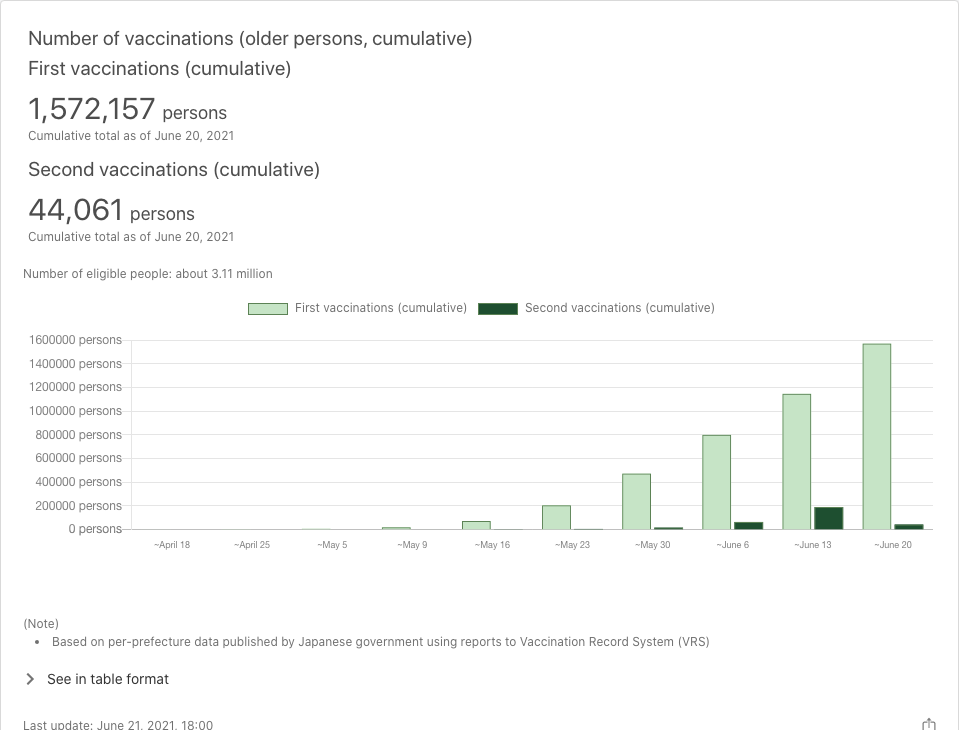 Number of vaccinations (older persons, cumulative)
First vaccinations (cumulative)
1,572,157 persons
Cumulative total as of June 20, 2021
Second vaccinations (cumulative)
44,061 persons
Cumulative total as of June 20, 2021
Number of eligible people: about 3.11 million
First vaccinations (cumulative) Second vaccinations (cumulative)
1600000 persons
1400000 persons
1200000 persons
1000000 persons
800000 persons
600000 persons
400000 persons
200000 persons
0 persons
~April 18 ~April 25 ~May 5 ~May 9 ~May 16 ~May 23 ~May 30 ~June 6 ~June 13 ~June 20
(Note)
• Based on per-prefecture data published by Japanese government using reports to Vaccination Record System (VRS)
See in table format
Last update: June 21, 2021, 18:00